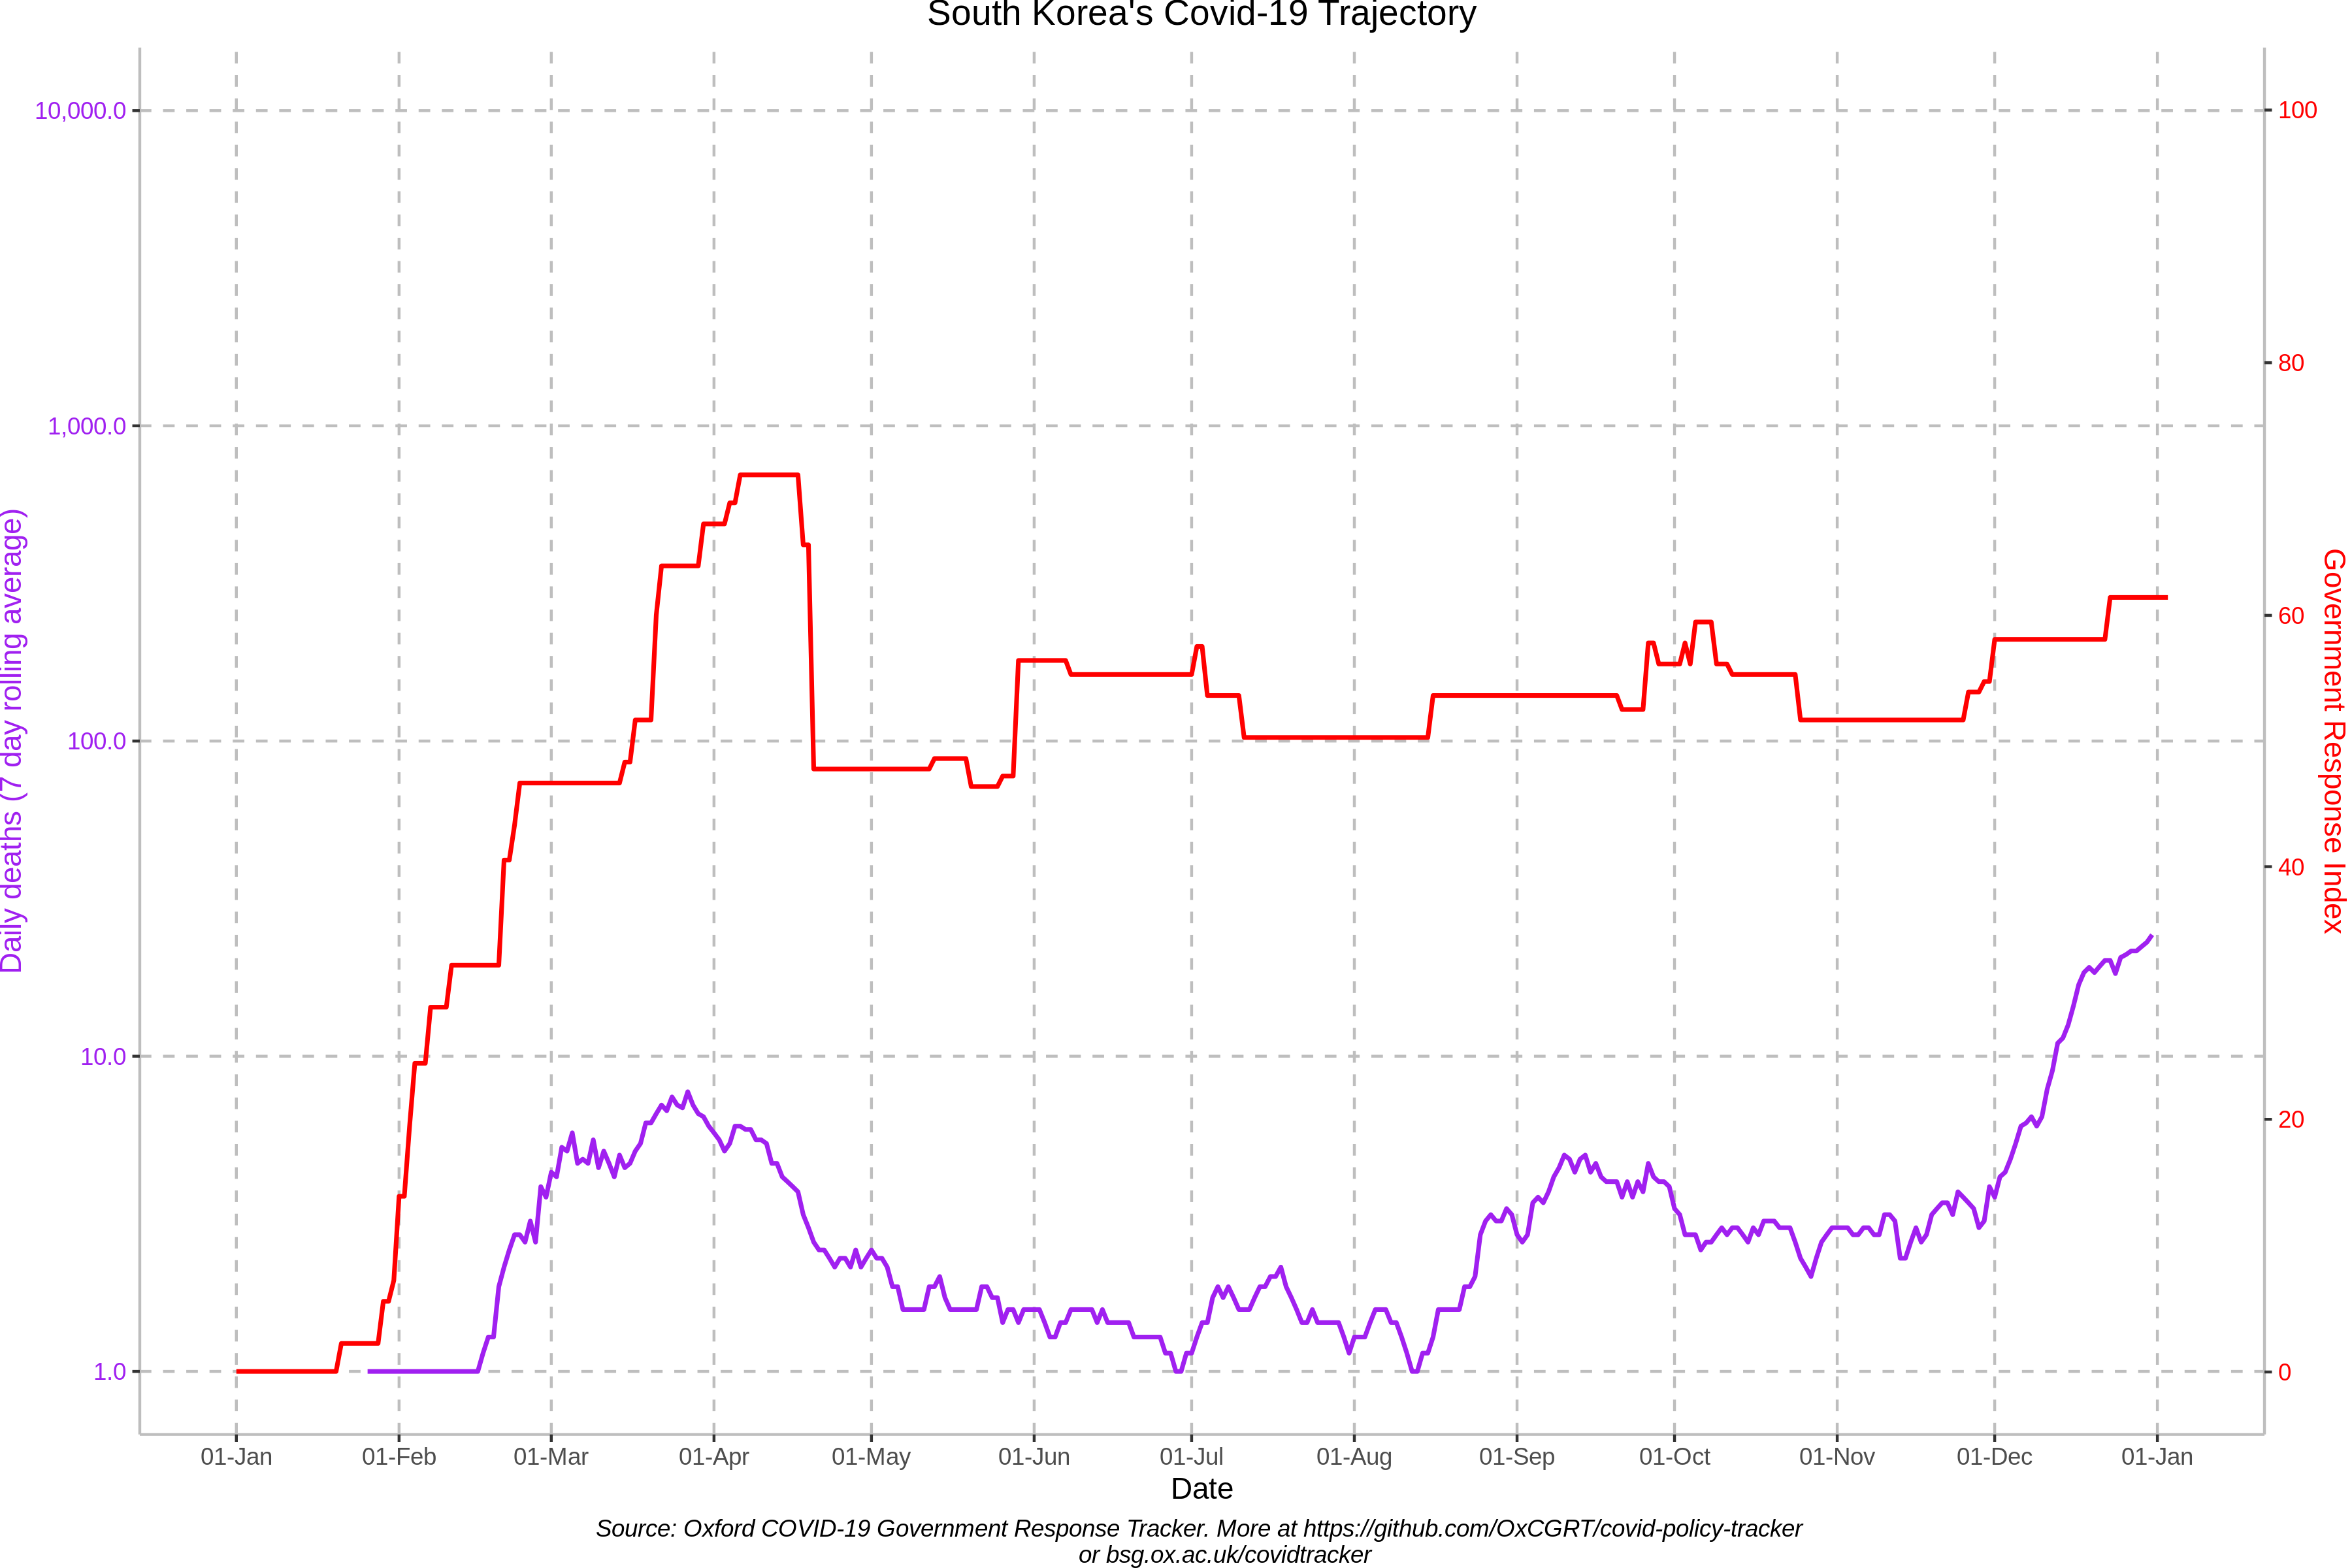 South Korea's Covid-19 Trajectory
10,000.0
1,000.0
100.0
10.0
1.0
Daily deaths (7 day rolling average)
100
80
60
40
20
0
Government Response Index
01-Jan 01-Feb 01-Mar 01-Apr 01-May 01-Jun 01-Jul 01-Aug 01-Sep 01-Oct 01-Nov 01-Dec 01-Jan
Date
Source: Oxford COVID-19 Government Response Tracker. More at https://github.com/OxCGRT/covid-policy-tracker
or bsg.ox.ac.uk/covidtracker